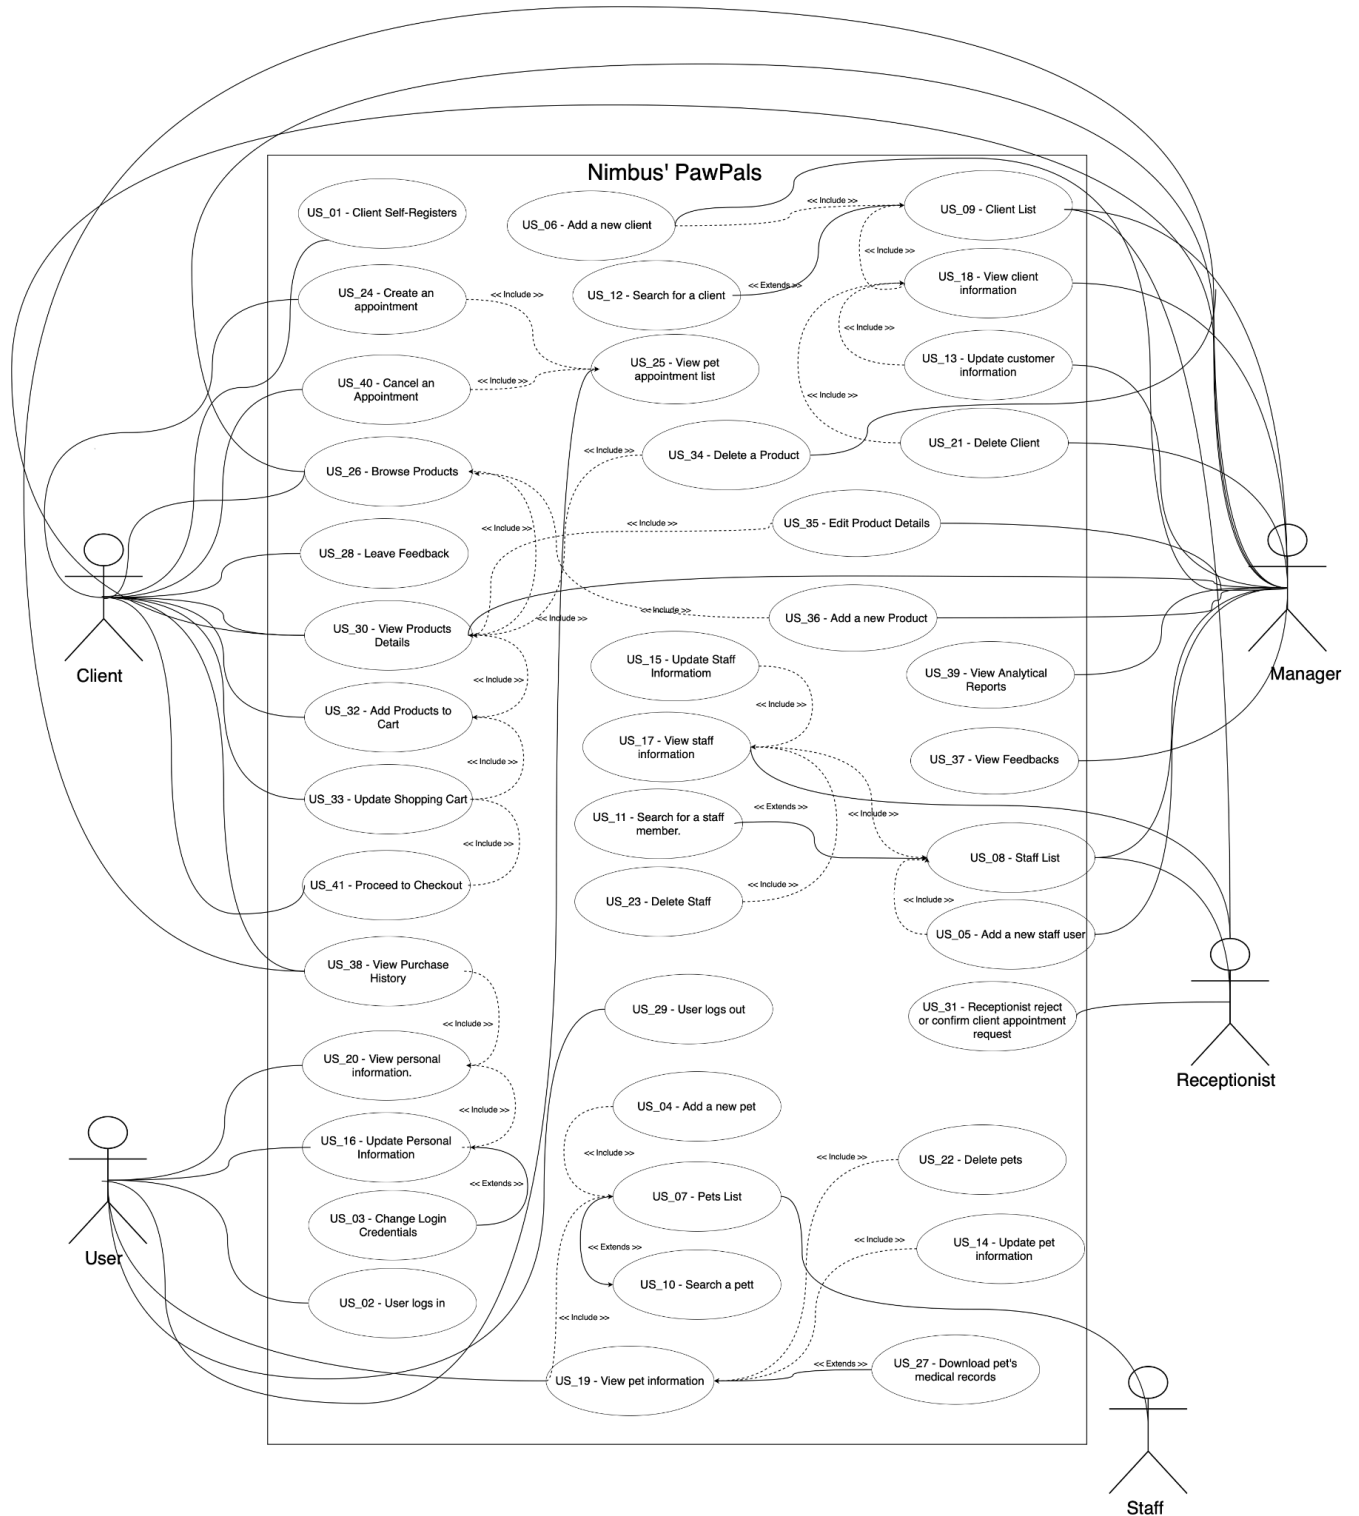 Nimbus' PawPals
US_01 - Client Self-Registers
US_06 - Add a new client
<< Include >>
US_09 - Client List
<< Include >>
US_24 - Create an
appointment
<< Include >>
US_12 - Search for a client
<< Extends >>
US_18 - View client
information
<< Include >>
US_40 - Cancel an
Appointment
<< Include >>
US_25 - View pet
appointment list
US_13 - Update customer
information
<< Include >>
US_26 - Browse Products
<< Include >>
US_34 - Delete a Product
US_21 - Delete Client
<< Include >>
<< Include >>
US_35 - Edit Product Details
US_28 - Leave Feedback
Client
US_30 - View Products
Details
<< Include >>
<< Include >>
US_36 - Add a new Product
Manager
US_15 - Update Staff
Informatiom
<< Include >>
US_39 - View Analytical
Reports
<< Include >>
US_32 - Add Products to
Cart
US_17 - View staff
information
US_37 - View Feedbacks
<< Include >>
US_33 - Update Shopping Cart
US_11 - Search for a staff
member.
<< Extends >>
<< Include >>
US_08 - Staff List
<< Include >>
US_41 - Proceed to Checkout
US_23 - Delete Staff
<< Include >>
<< Include >>
US_05 - Add a new staff user
US_38 - View Purchase
History
US_29 - User logs out
US_31 - Receptionist reject
or confirm client appointment
request
Receptionist
<< Include >>
US_20 - View personal
information.
<< Include >>
US_04 - Add a new pet
US_16 - Update Personal
Information
<< Include >>
<< Include >>
US_22 - Delete pets
<< Extends >>
US_07 - Pets List
US_03 - Change Login
Credentials
User
<< Extends >>
<< Include >>
US_14 - Update pet
information
US_10 - Search a pett
US_02 - User logs in
<< Include >>
US_19 - View pet information
<< Extends >>
US_27 - Download pet's
medical records
Staff